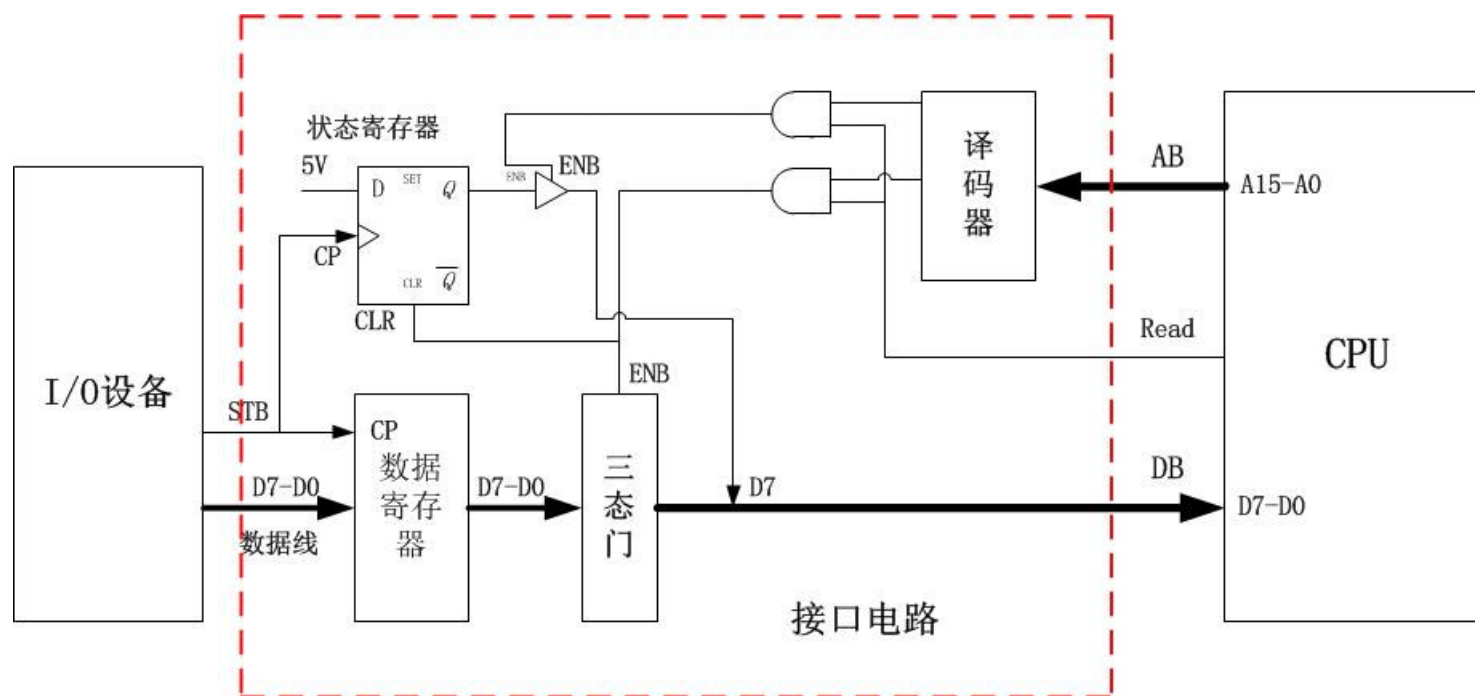 状态寄存器
5V
D
SET
Q
ENB
ENB
CP
CLR
Q
CLR
译码器
AB
A15-A0
Read
CPU
I/O设备
STB
CP
数据寄存器
D7-D0
数据线
D7-D0
ENB
三态门
D7
DB
D7-D0
接口电路